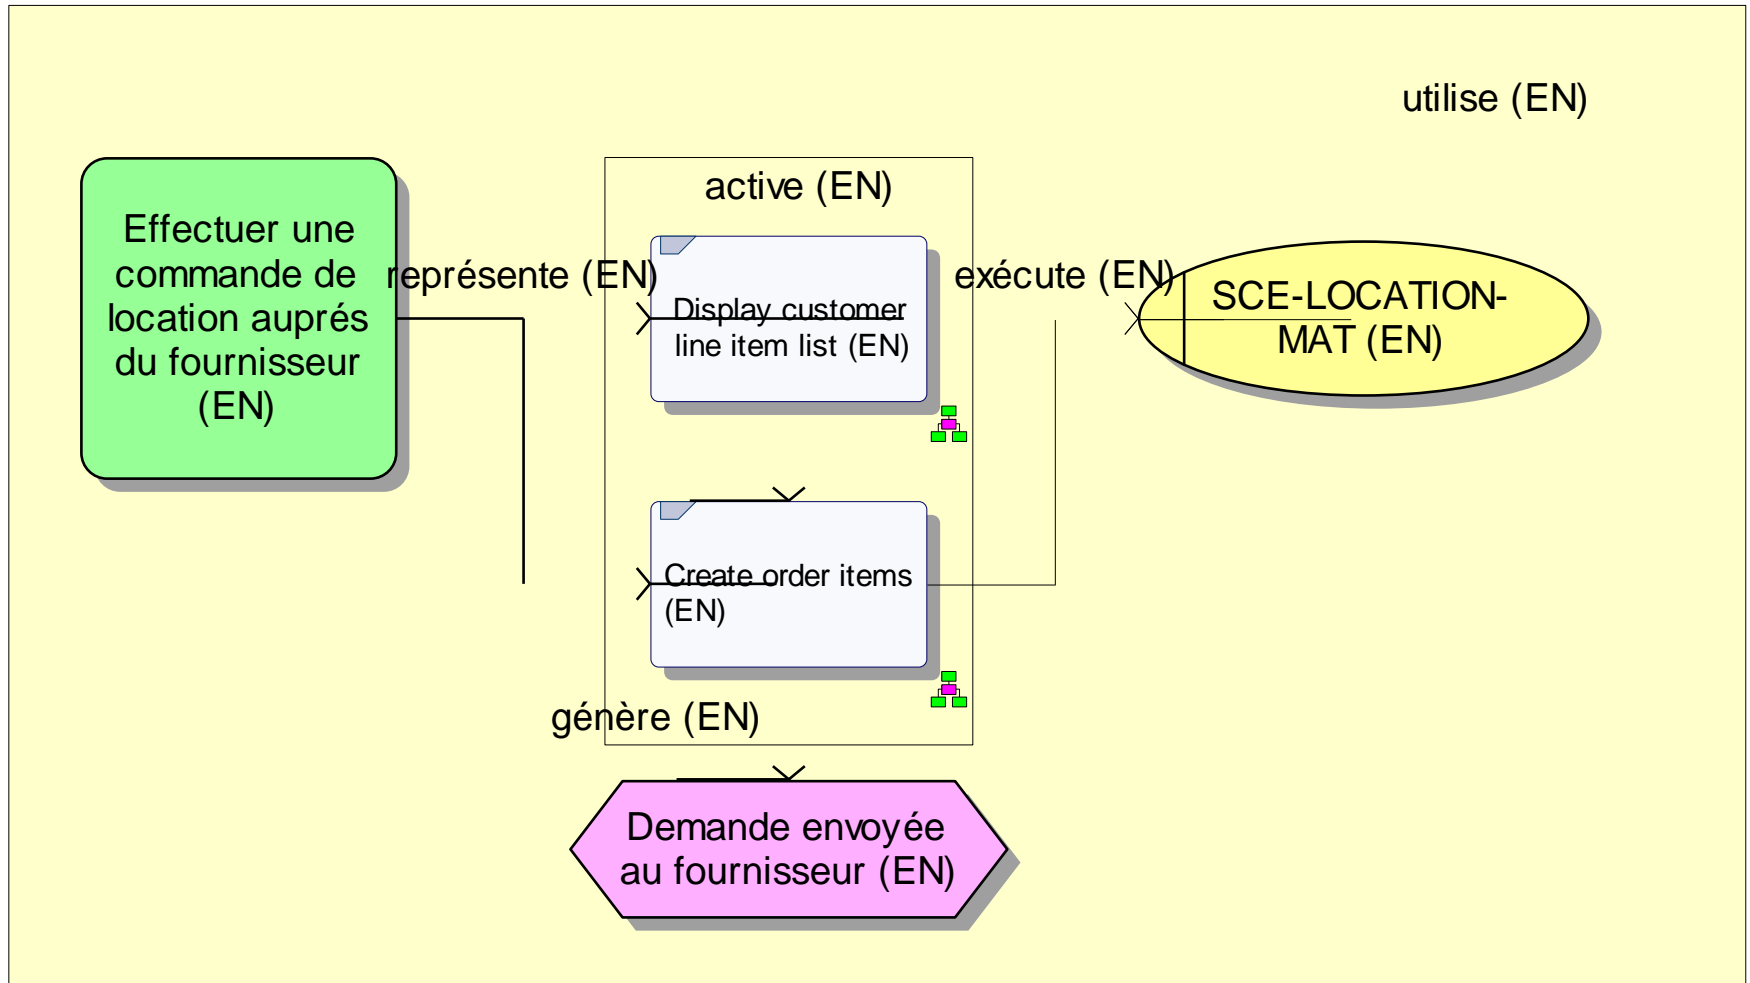 utilise (EN)
active (EN)
Effectuer une
commande de
location auprés
du fournisseur
(EN)
représente (EN)
Display customer
line item list (EN)
exécute (EN)
SCE-LOCATION-
MAT (EN)
Create order items
(EN)
génère (EN)
Demande envoyée
au fournisseur (EN)